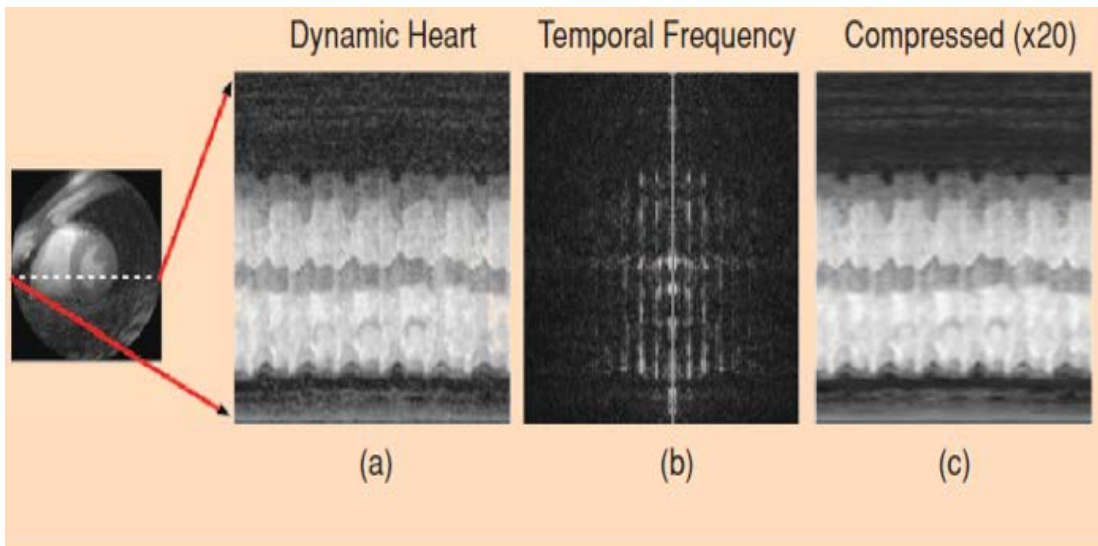 Dynamic Heart
Temporal Frequency
Compressed (x20)
(a)
(b)
(c)